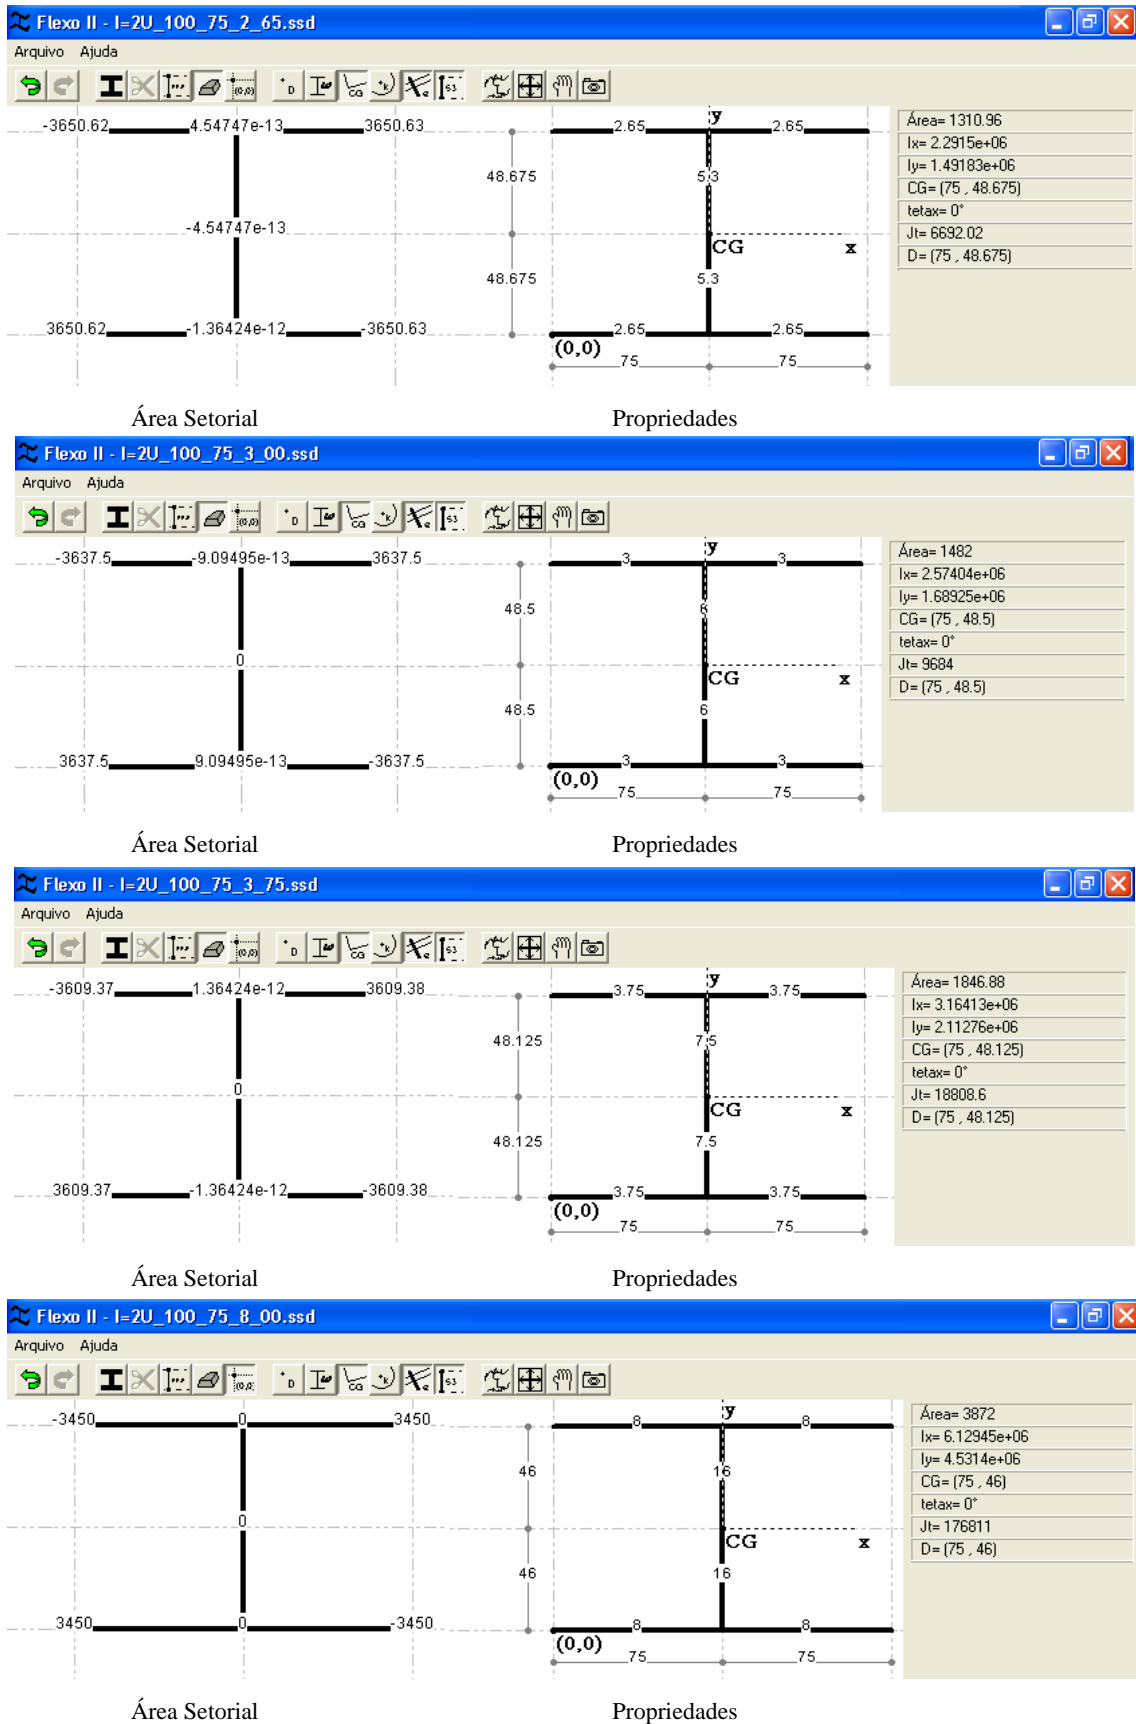 Flexo II - I=2U_100_75_2_65.ssd
Arquivo Ajuda
-3650.62 4.54747e-13 3650.63
-4.54747e-13
3650.62 -1.36424e-12 -3650.63
48.675
48.675
y
2.65 2.65
5.3
CG x
5.3
2.65 2.65
(0,0)
75 75
Área= 1310.96
Ix= 2.2915e+06
Iy= 1.49183e+06
CG= (75 , 48.675)
tetax= 0°
Jt= 6692.02
D= (75 , 48.675)
Área Setorial Propriedades
Flexo II - I=2U_100_75_3_00.ssd
Arquivo Ajuda
-3637.5 -9.09495e-13 3637.5
0
3637.5 9.09495e-13 -3637.5
48.5
48.5
y
3 3
6
CG x
6
3 3
(0,0)
75 75
Área= 1482
Ix= 2.57404e+06
Iy= 1.68925e+06
CG= (75 , 48.5)
tetax= 0°
Jt= 9684
D= (75 , 48.5)
Área Setorial Propriedades
Flexo II - I=2U_100_75_3_75.ssd
Arquivo Ajuda
-3609.37 1.36424e-12 3609.38
0
3609.37 -1.36424e-12 -3609.38
48.125
48.125
y
3.75 3.75
7.5
CG x
7.5
3.75 3.75
(0,0)
75 75
Área= 1846.88
Ix= 3.16413e+06
Iy= 2.11276e+06
CG= (75 , 48.125)
tetax= 0°
Jt= 18808.6
D= (75 , 48.125)
Área Setorial Propriedades
Flexo II - I=2U_100_75_8_00.ssd
Arquivo Ajuda
-3450 0 3450
0
3450 0 -3450
46
46
y
8 8
16
CG x
16
8 8
(0,0)
75 75
Área= 3872
Ix= 6.12945e+06
Iy= 4.5314e+06
CG= (75 , 46)
tetax= 0°
Jt= 176811
D= (75 , 46)
Área Setorial Propriedades